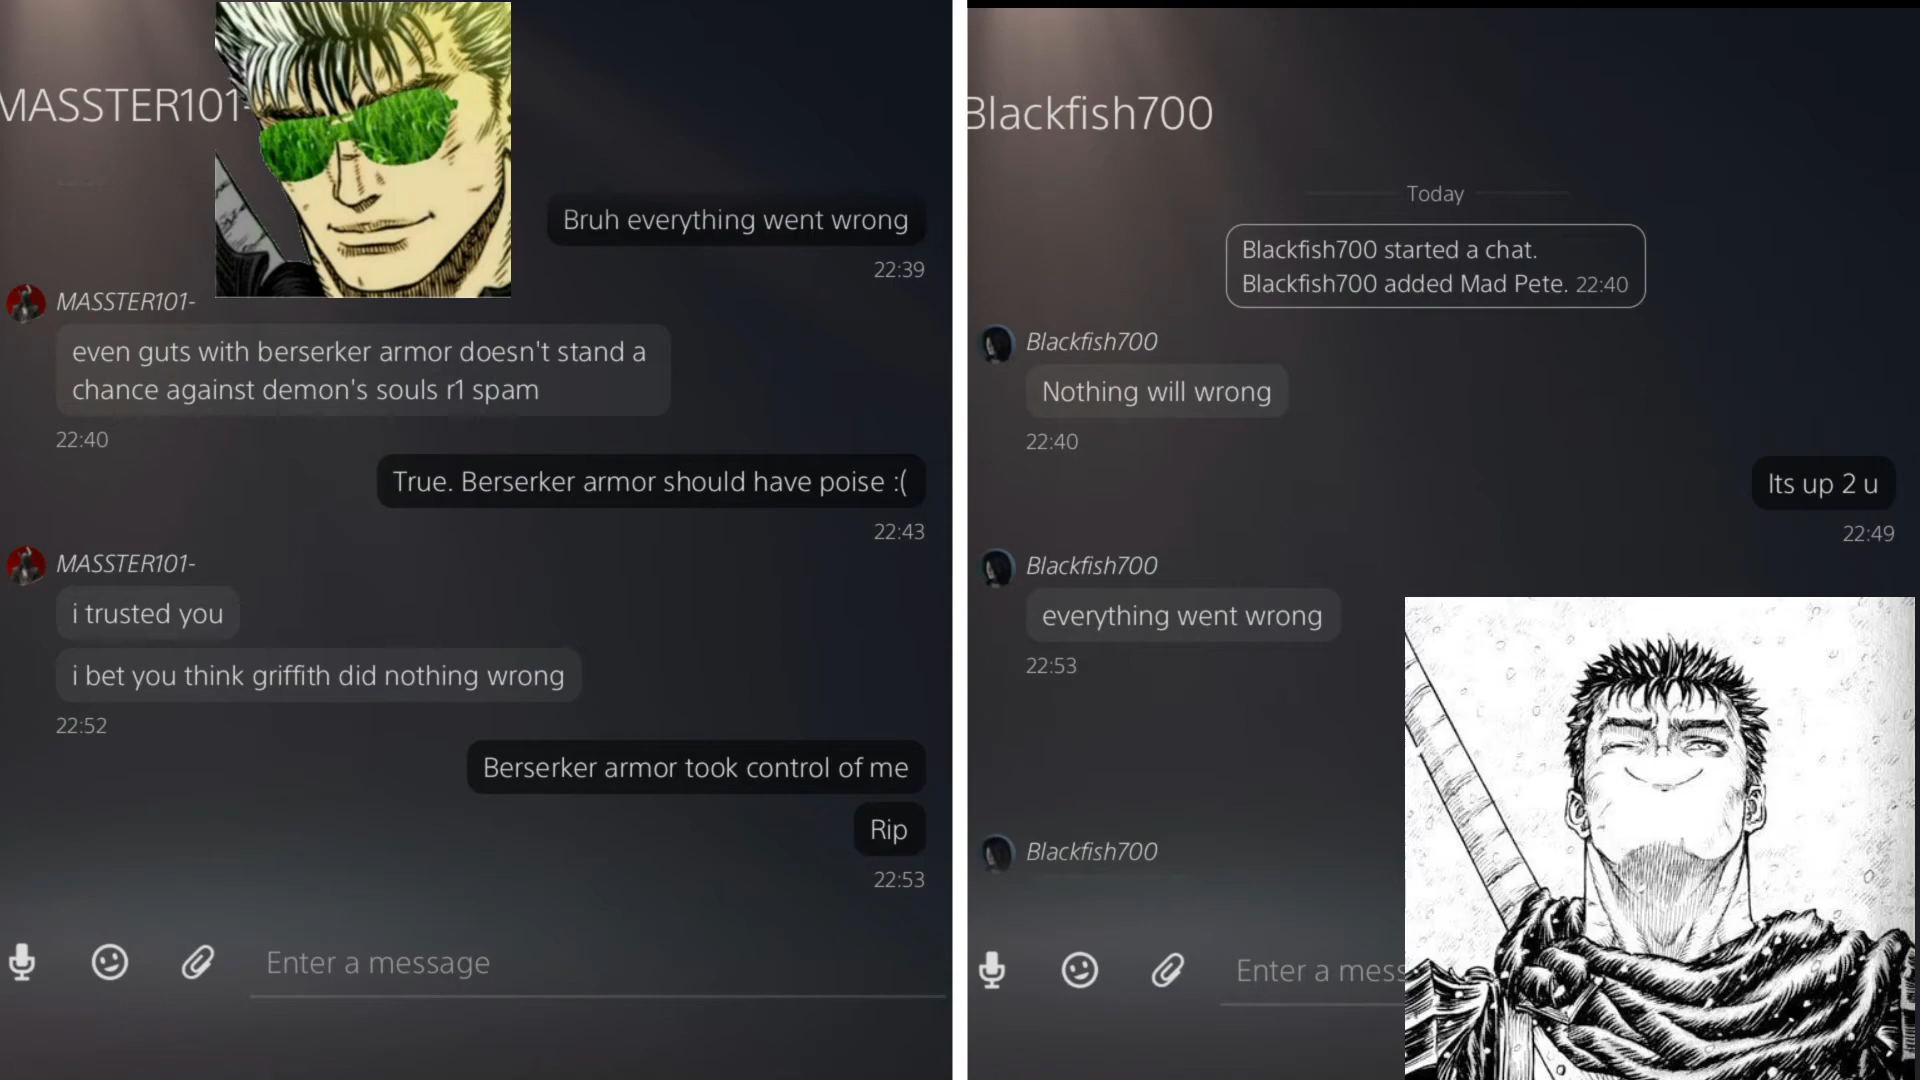 MASSTER101-
Bruh everything went wrong
22:39
MASSTER101-
even guts with berserker armor doesn't stand a
chance against demon's souls r1 spam
22:40
True. Berserker armor should have poise :(
22:43
MASSTER101-
i trusted you
i bet you think griffith did nothing wrong
22:52
Berserker armor took control of me
Rip
22:53
Enter a message
Blackfish700
Today
Blackfish700 started a chat.
Blackfish700 added Mad Pete. 22:40
Blackfish700
Nothing will wrong
22:40
Its up 2 u
22:49
Blackfish700
everything went wrong
22:53
Blackfish700
Enter a mess